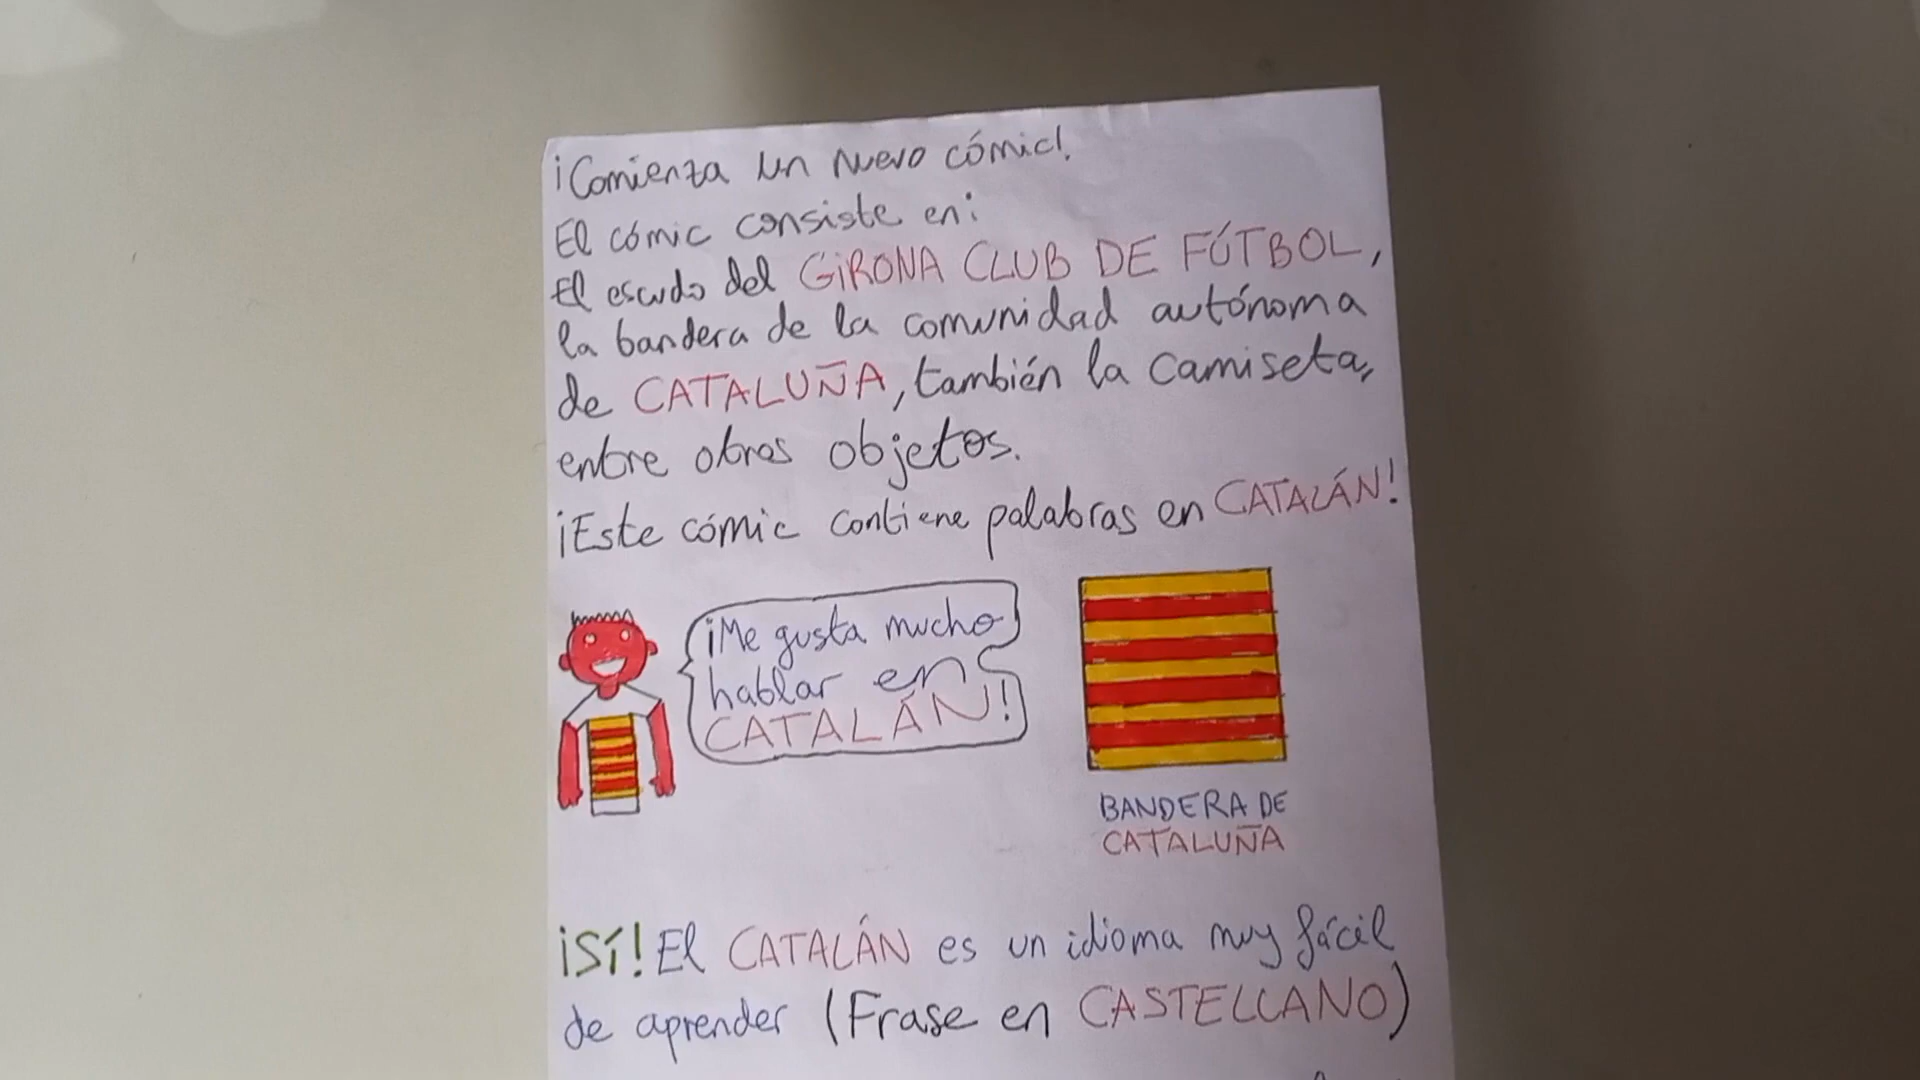 ¡Comienza un nuevo cómic!
El cómic consiste en:
El escudo del GIRONA CLUB DE FÚTBOL,
la bandera de la comunidad autónoma
de CATALUÑA, también la camiseta,
entre otros objetos.
¡Este cómic contiene palabras en CATALÁN!
¡Me gusta mucho
hablar en
CATALÁN!
BANDERA DE
CATALUÑA
¡SÍ! El CATALÁN es un idioma muy fácil
de aprender (Frase en CASTELLANO)